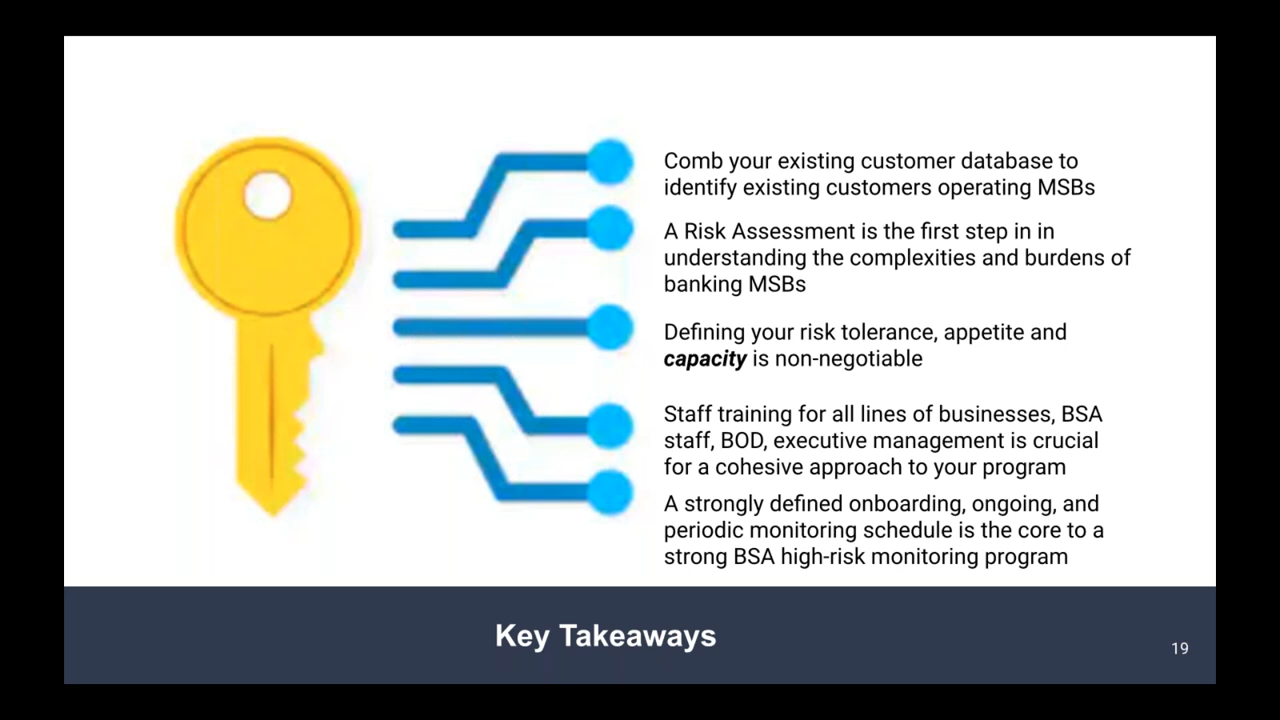 Comb your existing customer database to
identify existing customers operating MSBs
A Risk Assessment is the first step in in
understanding the complexities and burdens of
banking MSBs
Defining your risk tolerance, appetite and
capacity is non-negotiable
Staff training for all lines of businesses, BSA
staff, BOD, executive management is crucial
for a cohesive approach to your program
A strongly defined onboarding, ongoing, and
periodic monitoring schedule is the core to a
strong BSA high-risk monitoring program
Key Takeaways
19